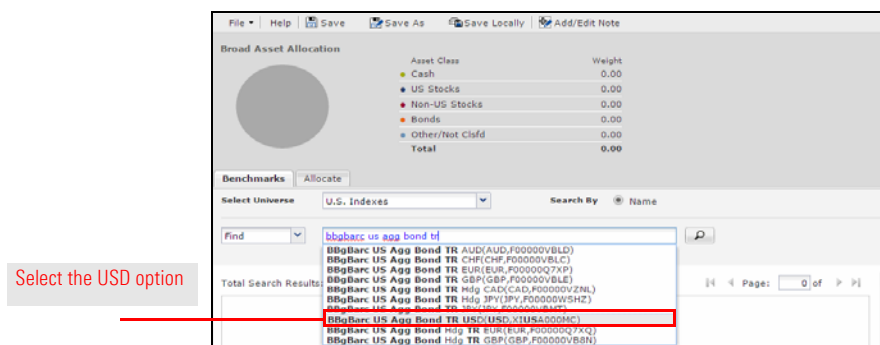 File Help Save Save As Save Locally Add/Edit Note
Broad Asset Allocation
Asset Class Weight
Cash 0.00
US Stocks 0.00
Non-US Stocks 0.00
Bonds 0.00
Other/Not Clsfd 0.00
Total 0.00
Benchmarks Allocate
Select Universe U.S. Indexes Search By Name
Find bbgbarc us agg bond tr
BBgBarc US Agg Bond TR AUD(AUD,F00000VBLD)
BBgBarc US Agg Bond TR CHF(CHF,F00000VBLC)
BBgBarc US Agg Bond TR EUR(EUR,F00000Q7XP)
BBgBarc US Agg Bond TR GBP(GBP,F00000VBLE)
Select the USD option
Total Search Results: BBgBarc US Agg Bond TR Hdg CAD(CAD,F00000VZNL) Page: 0 of
BBgBarc US Agg Bond TR Hdg JPY(JPY,F00000WSHZ)
BBgBarc US Agg Bond TR
BBgBarc US Agg Bond TR USD(USD,XIUSA000MC)
BBgBarc US Agg Bond Hdg TR EUR(EUR,F00000Q7XQ)
BBgBarc US Agg Bond Hdg TR GBP(GBP,F00000VB8N)